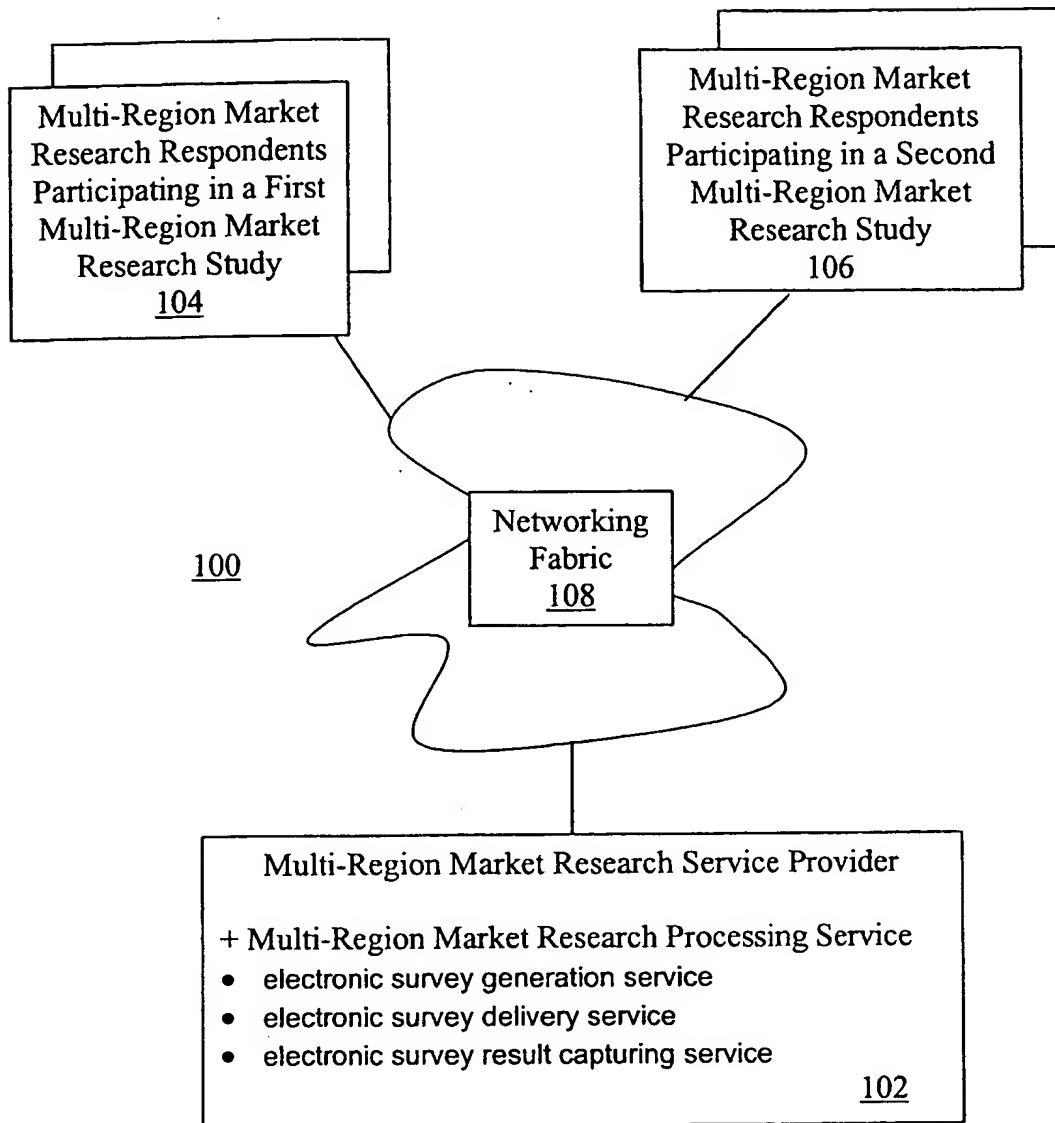 Multi-Region Market
Research Respondents
Participating in a First
Multi-Region Market
Research Study
104
Multi-Region Market
Research Respondents
Participating in a Second
Multi-Region Market
Research Study
106
Networking
Fabric
108
100
Multi-Region Market Research Service Provider
+ Multi-Region Market Research Processing Service
• electronic survey generation service
• electronic survey delivery service
• electronic survey result capturing service
102